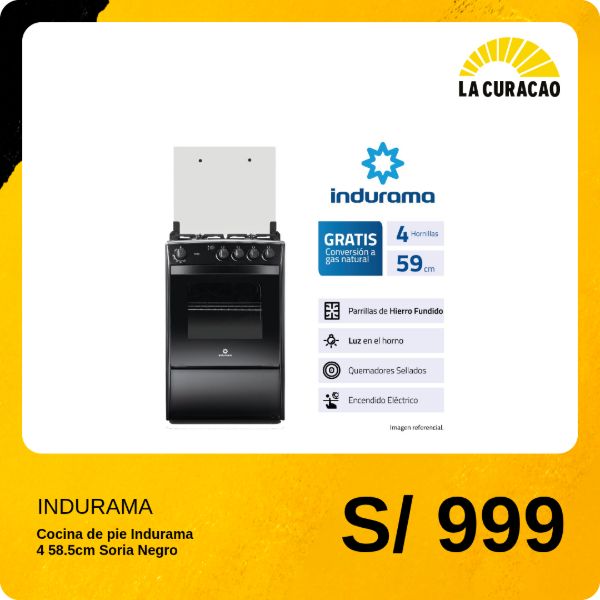 LA CURACAO
indurama
GRATIS
Conversión a
gas natural
4 Hornillas
59 cm
Parrillas de Hierro Fundido
Luz en el horno
Quemadores Sellados
Encendido Eléctrico
Imagen referencial.
INDURAMA
Cocina de pie Indurama
4 58.5cm Soria Negro
S/ 999